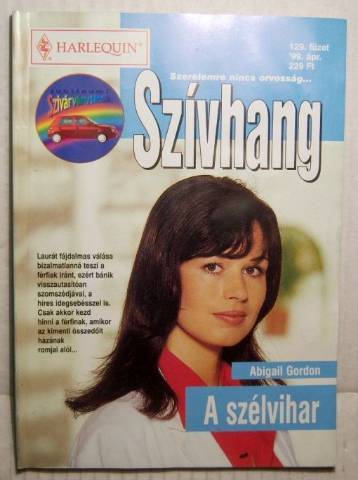 HARLEQUIN®
129. füzet
'99. ápr.
229 Ft
Szerelemre nincs orvosság...
Jubileumi
Szívhang
Laurát fájdalmas válása
bizalmatlanná teszi a
férfiak iránt, ezért bánik
visszautasítóan
szomszédjával, a
híres idegsebésszel is.
Csak akkor kezd
hinni a férfinak, amikor
az kimenti összedőlt
házának
romjai alól...
Abigail Gordon
A szélvihar